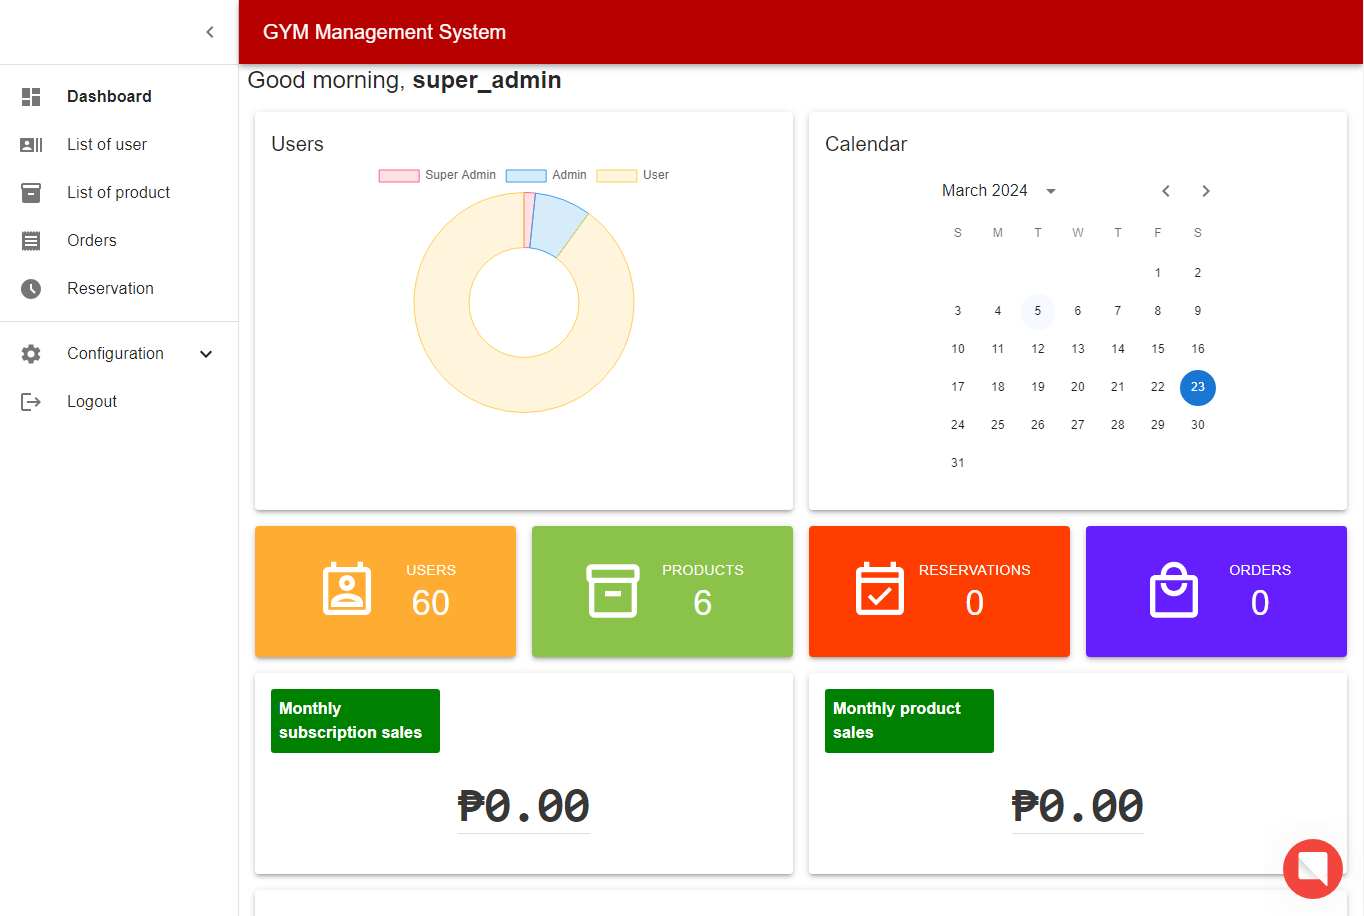 GYM Management System
Good morning, super_admin
Dashboard
List of user
List of product
Orders
Reservation
Configuration
Logout
Users
Super Admin
Admin
User
Calendar
March 2024
S M T W T F S
1 2
3 4 5 6 7 8 9
10 11 12 13 14 15 16
17 18 19 20 21 22 23
24 25 26 27 28 29 30
31
USERS
60
PRODUCTS
6
RESERVATIONS
0
ORDERS
0
Monthly
subscription sales
₱0.00
Monthly product
sales
₱0.00